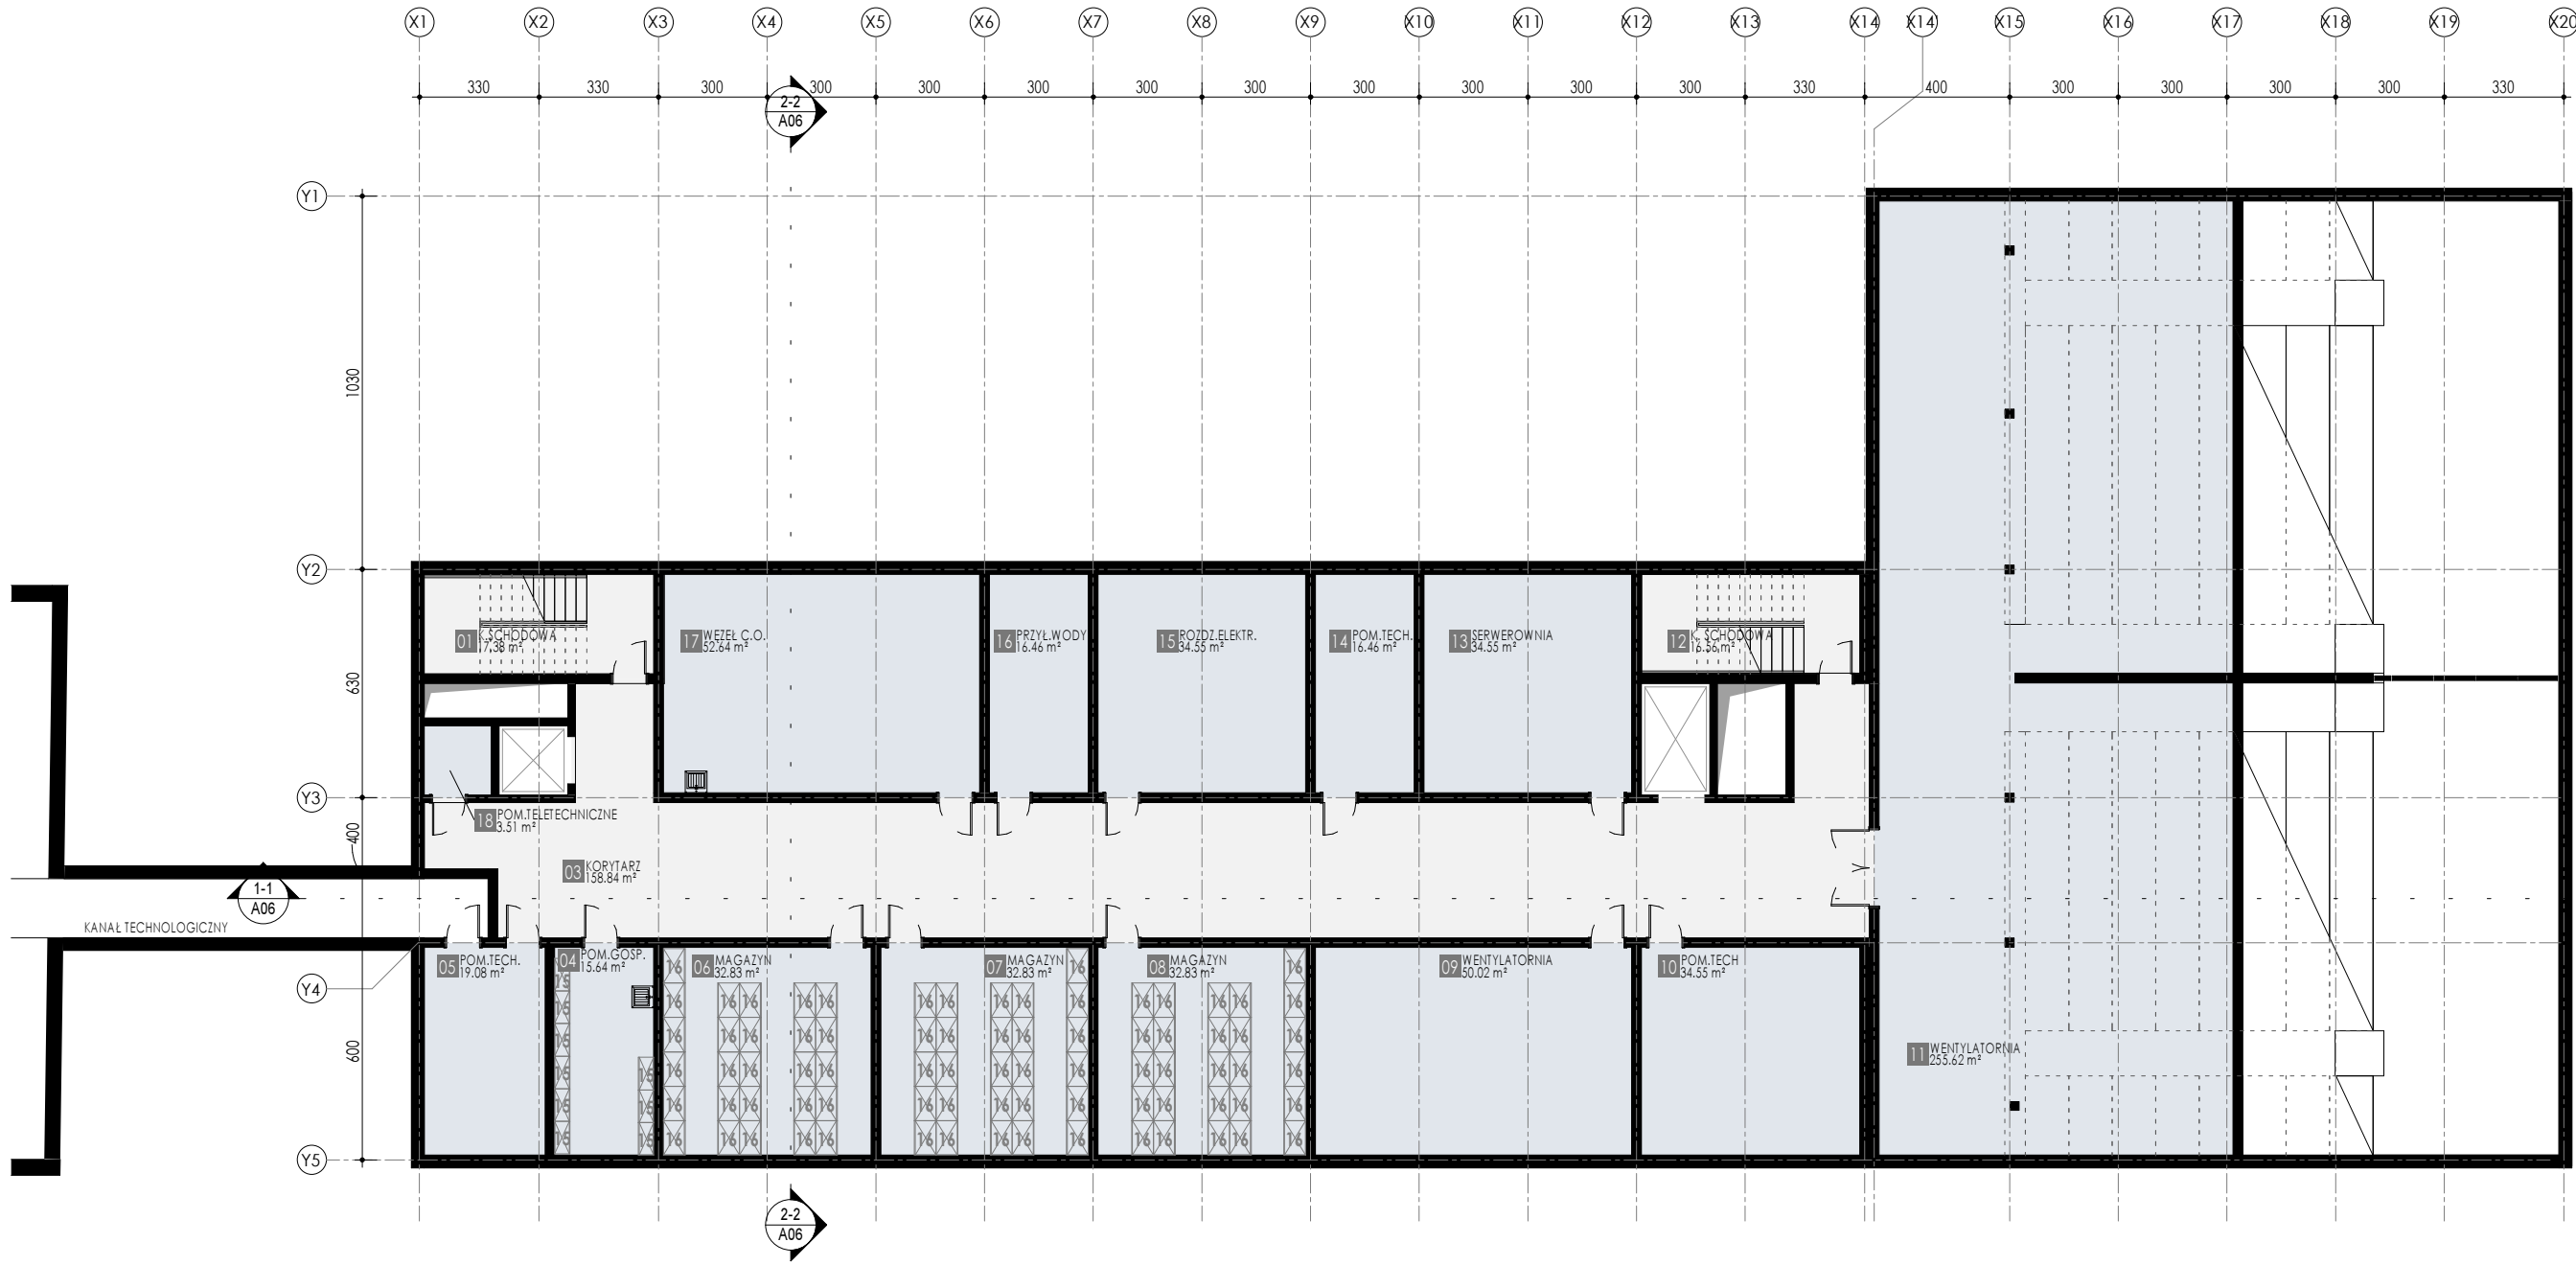 X1 X2 X3 X4 X5 X6 X7 X8 X9 X10 X11 X12 X13 X14 X14 X15 X16 X17 X18 X19 X20
330 330 300 300 300 300 300 300 300 300 300 300 330 400 300 300 300 300 330
2-2
A06
Y1
1030
Y2
630
Y3
400
Y4
600
Y5
01 K.SCHODOWA
17.38 m²
17 WĘZEŁ C.O.
52.64 m²
16 PRZYŁ.WODY
16.46 m²
15 ROZDZ.ELEKTR.
34.55 m²
14 POM.TECH.
16.46 m²
13 SERWEROWNIA
34.55 m²
12 K. SCHODOWA
16.56 m²
18 POM.TELETECHNICZNE
3.51 m²
03 KORYTARZ
158.84 m²
1-1
A06
KANAŁ TECHNOLOGICZNY
05 POM.TECH.
19.08 m²
04 POM.GOSP.
15.64 m²
06 MAGAZYN
32.83 m²
07 MAGAZYN
32.83 m²
08 MAGAZYN
32.83 m²
09 WENTYLATORNIA
50.02 m²
10 POM.TECH
34.55 m²
11 WENTYLATORNIA
255.62 m²
2-2
A06